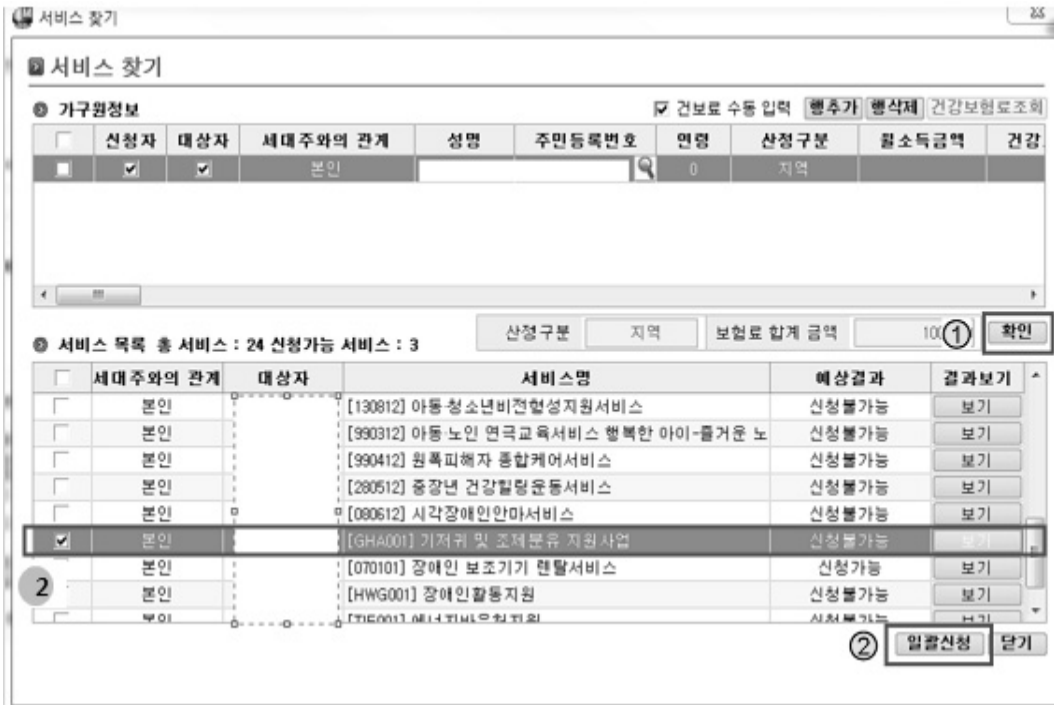 서비스 찾기
서비스 찾기
가구원정보 건보료 수동 입력 행추가 행삭제 건강보험료조회
신청자 대상자 세대주와의 관계 성명 주민등록번호 연령 산정구분 월소득금액 건강
본인 0 지역
산정구분 지역 보험료 합계 금액 10 ① 확인
서비스 목록 총 서비스 : 24 신청가능 서비스 : 3
세대주와의 관계 대상자 서비스명 예상결과 결과보기
본인 [130812] 아동·청소년비전형성지원서비스 신청불가능 보기
본인 [990312] 아동·노인 연극교육서비스 행복한 아이-즐거운 노 신청불가능 보기
본인 [990412] 원폭피해자 종합케어서비스 신청불가능 보기
본인 [280512] 중장년 건강힐링운동서비스 신청불가능 보기
본인 [080612] 시각장애인안마서비스 신청불가능 보기
본인 [GHA001] 기저귀 및 조제분유 지원사업 신청불가능 보기
본인 [070101] 장애인 보조기기 렌탈서비스 신청가능 보기
2 본인 [HWG001] 장애인활동지원 신청불가능 보기
② 일괄신청 닫기